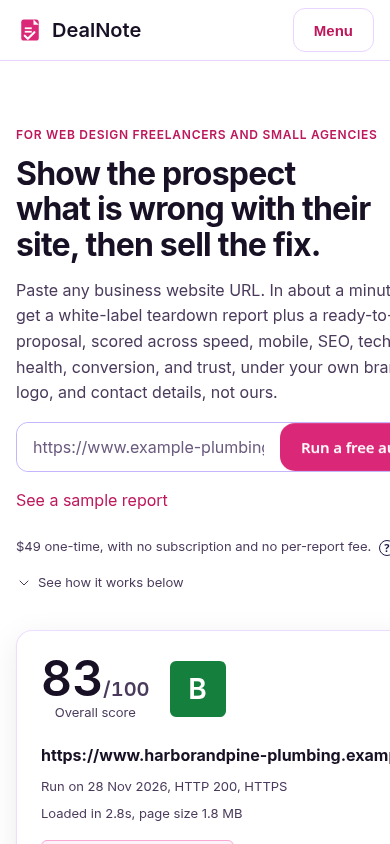 DealNote
Menu
FOR WEB DESIGN FREELANCERS AND SMALL AGENCIES
Show the prospect
what is wrong with their
site, then sell the fix.
Paste any business website URL. In about a minut
get a white-label teardown report plus a ready-to-
proposal, scored across speed, mobile, SEO, tech
health, conversion, and trust, under your own bra
logo, and contact details, not ours.
https://www.example-plumbing
Run a free au
See a sample report
$49 one-time, with no subscription and no per-report fee. ?
See how it works below
83/100
B
Overall score
https://www.harborandpine-plumbing.examp
Run on 28 Nov 2026, HTTP 200, HTTPS
Loaded in 2.8s, page size 1.8 MB